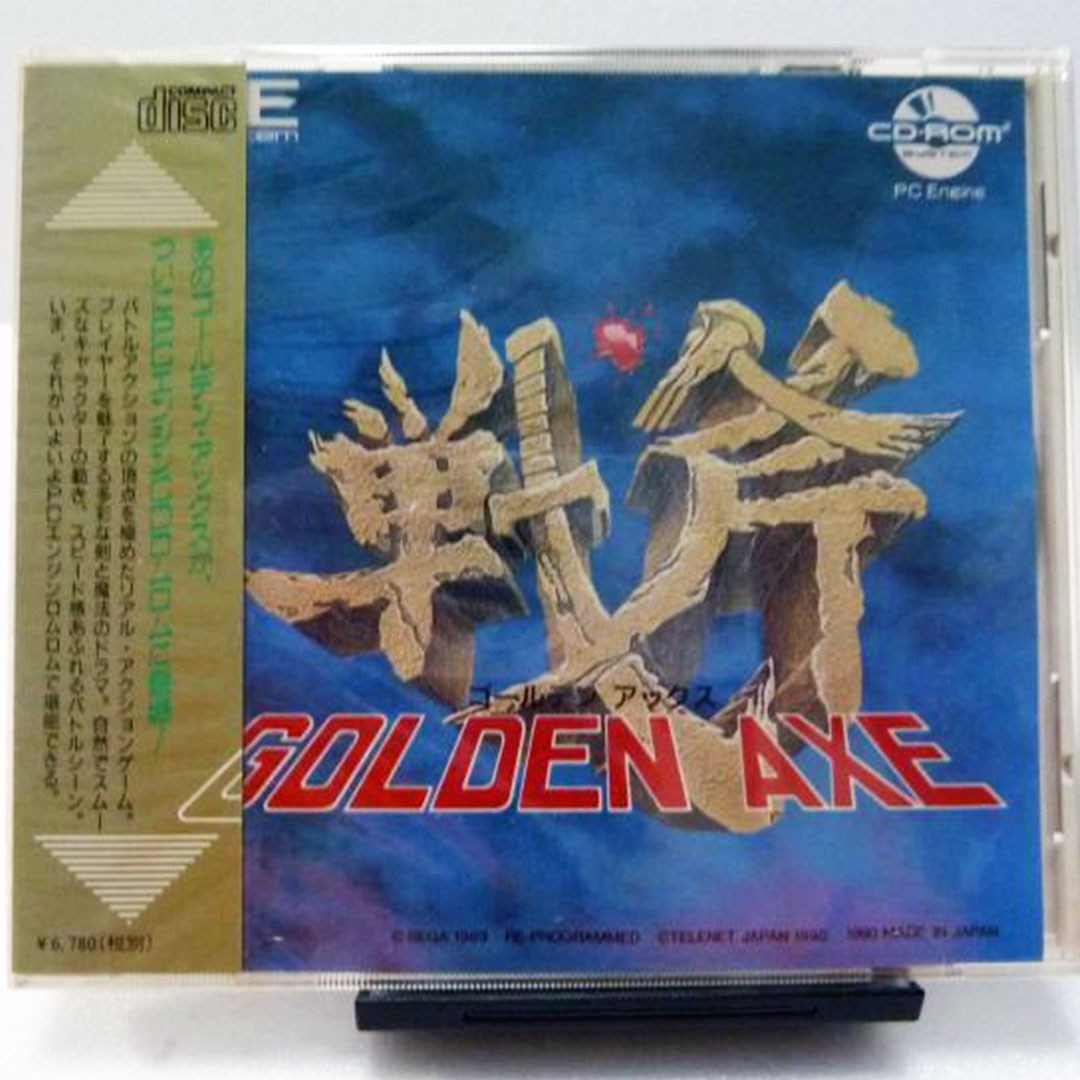 COMPACT
disc
E
CD-ROM²
SYSTEM
PC Engine
バトルアクションの頂点を極めたリアル・アクションゲーム。
プレイヤーを魅了する多彩な剣と魔法のドラマ。自然でスムー
ズなキャラクターの動き、スピード感あふれるバトルシーン。
いま、それがいよいよPCエンジンロムロムで堪能できる。
¥6,780(税別)
戦斧
ゴールデン アックス
GOLDEN AXE
© SEGA 1989 RE-PROGRAMMED ©TELENET JAPAN 1990 1990 MADE IN JAPAN